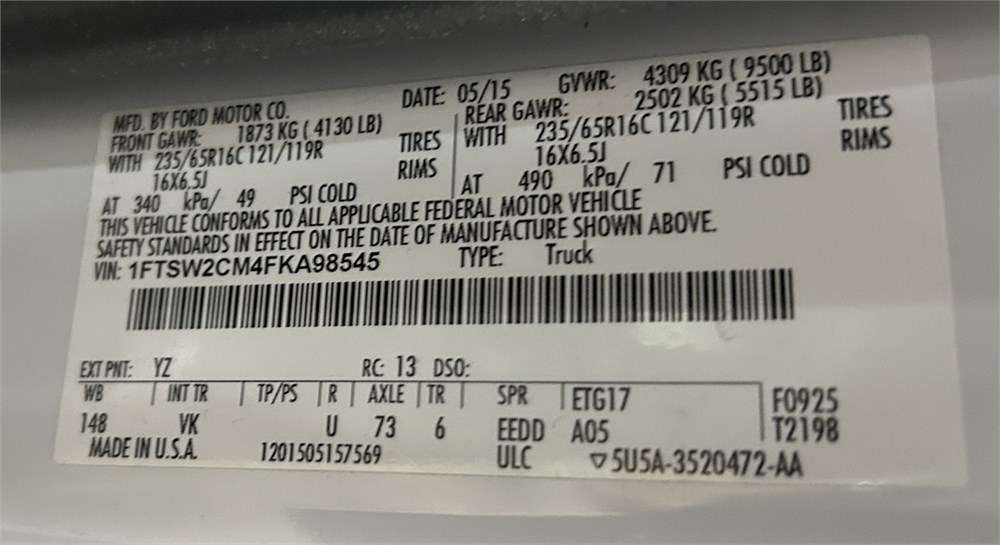 MFD. BY FORD MOTOR CO. DATE: 05/15 GVWR: 4309 KG ( 9500 LB)
FRONT GAWR: 1873 KG ( 4130 LB) REAR GAWR: 2502 KG ( 5515 LB)
WITH 235/65R16C 121/119R TIRES WITH 235/65R16C 121/119R TIRES
16X6.5J RIMS 16X6.5J RIMS
AT 340 kPa/ 49 PSI COLD AT 490 kPa/ 71 PSI COLD
THIS VEHICLE CONFORMS TO ALL APPLICABLE FEDERAL MOTOR VEHICLE
SAFETY STANDARDS IN EFFECT ON THE DATE OF MANUFACTURE SHOWN ABOVE.
VIN: 1FTSW2CM4FKA98545 TYPE: Truck
EXT PNT: YZ RC: 13 DSO:
WB INT TR TP/PS R AXLE TR SPR ETG17 F0925
148 VK U 73 6 EEDD A05 T2198
MADE IN U.S.A. 1201505157569 ULC ▽5U5A-3520472-AA